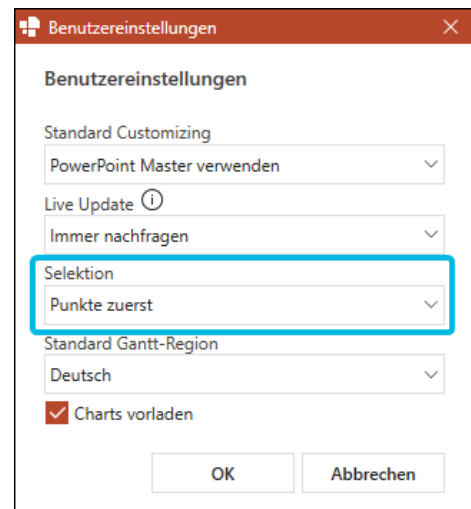 Benutzereinstellungen
Benutzereinstellungen
Standard Customizing
PowerPoint Master verwenden
Live Update
Immer nachfragen
Selektion
Punkte zuerst
Standard Gantt-Region
Deutsch
Charts vorladen
OK Abbrechen